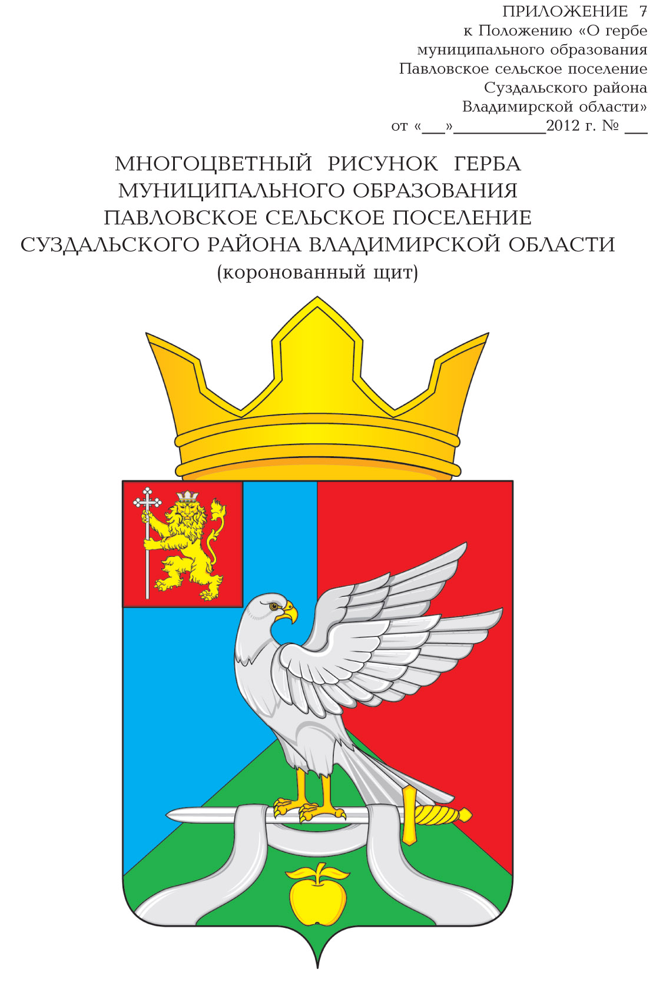 ПРИЛОЖЕНИЕ 7
к Положению «О гербе
муниципального образования
Павловское сельское поселение
Суздальского района
Владимирской области»
от «___»____________2012 г. № ___
МНОГОЦВЕТНЫЙ РИСУНОК ГЕРБА
МУНИЦИПАЛЬНОГО ОБРАЗОВАНИЯ
ПАВЛОВСКОЕ СЕЛЬСКОЕ ПОСЕЛЕНИЕ
СУЗДАЛЬСКОГО РАЙОНА ВЛАДИМИРСКОЙ ОБЛАСТИ
(коронованный щит)